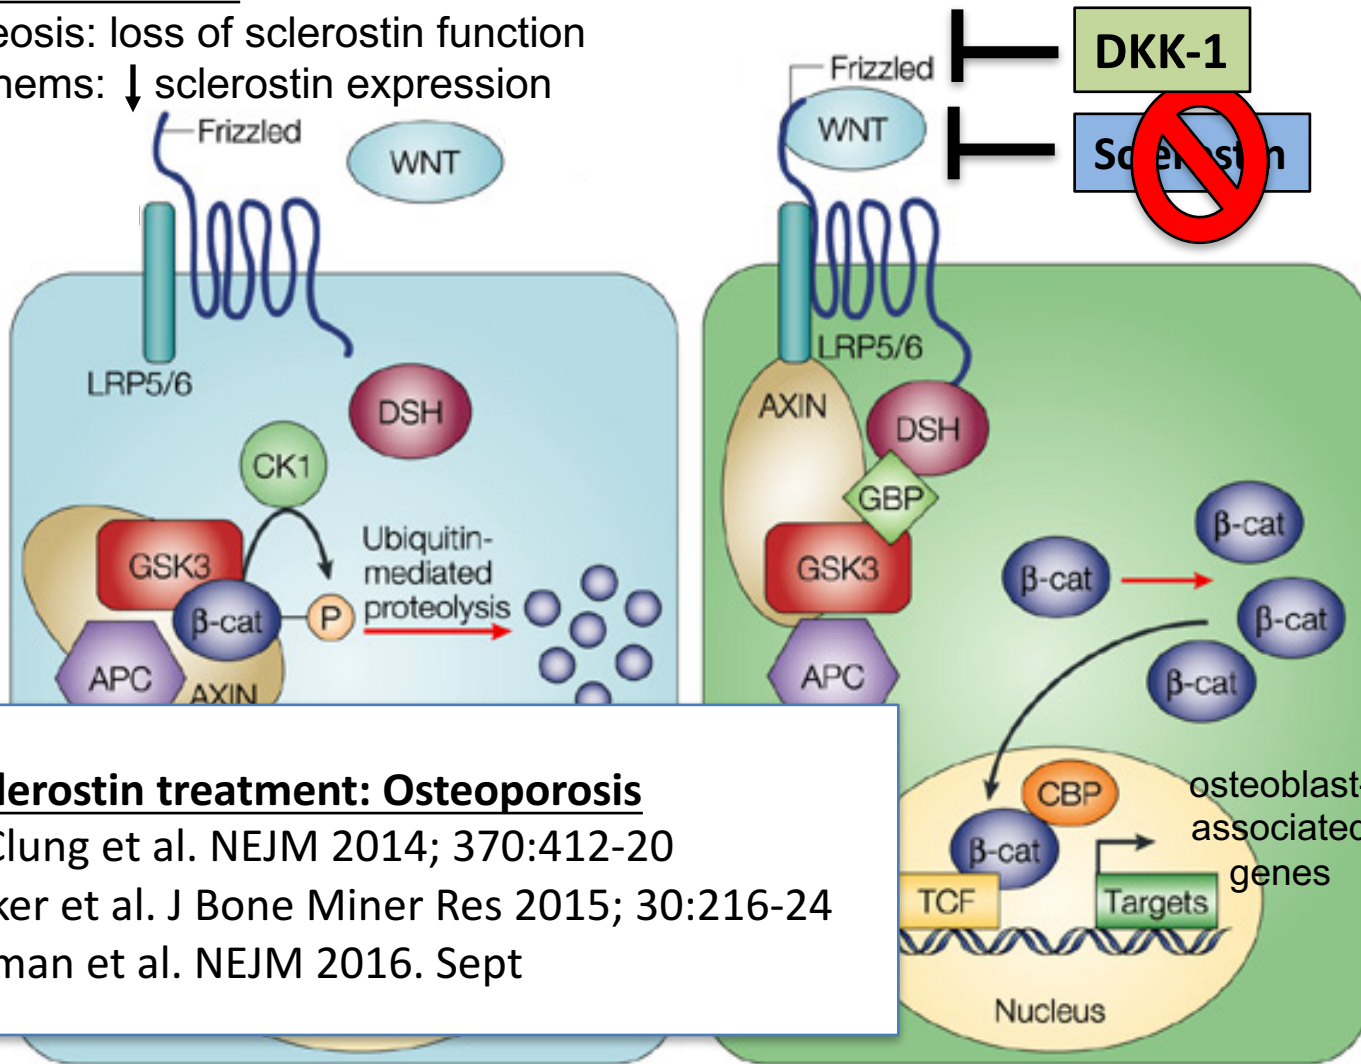 eosis: loss of sclerostin function
hems: ↓ sclerostin expression
Frizzled
WNT
LRP5/6
DSH
CK1
GSK3
β-cat
P
Ubiquitin-
mediated
proteolysis
APC
AXIN
DKK-1
Sclerostin
Frizzled
WNT
LRP5/6
AXIN
DSH
GBP
GSK3
APC
β-cat
β-cat
β-cat
β-cat
CBP
β-cat
TCF
Targets
osteoblast-
associated
genes
Nucleus
lerostin treatment: Osteoporosis
Clung et al. NEJM 2014; 370:412-20
ker et al. J Bone Miner Res 2015; 30:216-24
man et al. NEJM 2016. Sept